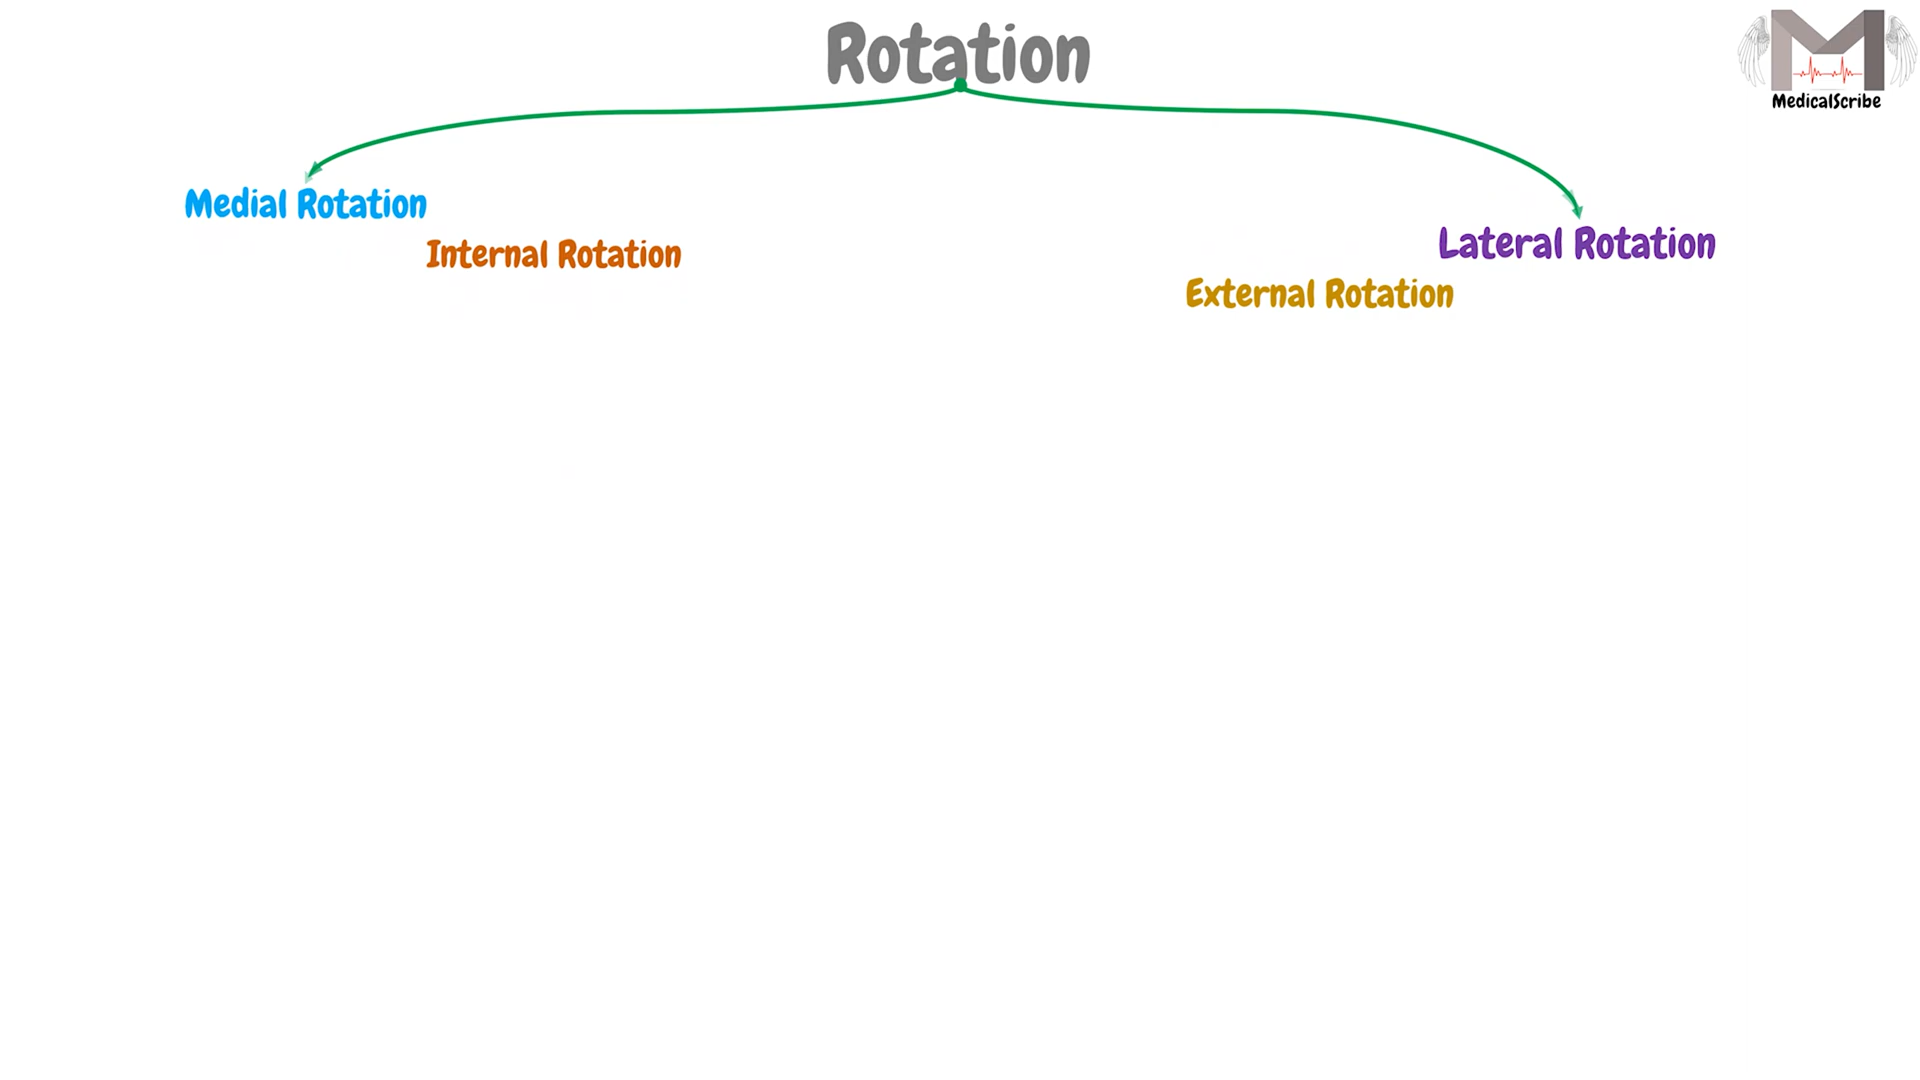 Rotation
MedicalScribe
Medial Rotation
Internal Rotation
Lateral Rotation
External Rotation